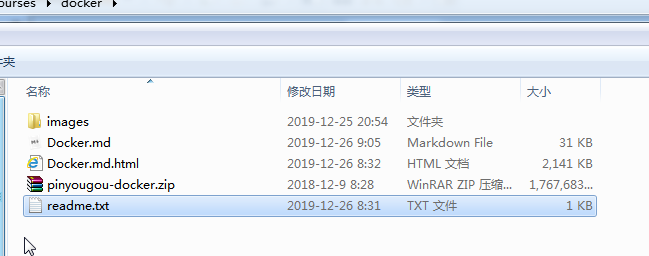 ourses ▸ docker ▸
件夹
名称 修改日期 类型 大小
images 2019-12-25 20:54 文件夹
Docker.md 2019-12-26 9:05 Markdown File 31 KB
Docker.md.html 2019-12-26 8:32 HTML 文档 2,141 KB
pinyougou-docker.zip 2018-12-9 8:28 WinRAR ZIP 压缩... 1,767,683...
readme.txt 2019-12-26 8:31 TXT 文件 1 KB